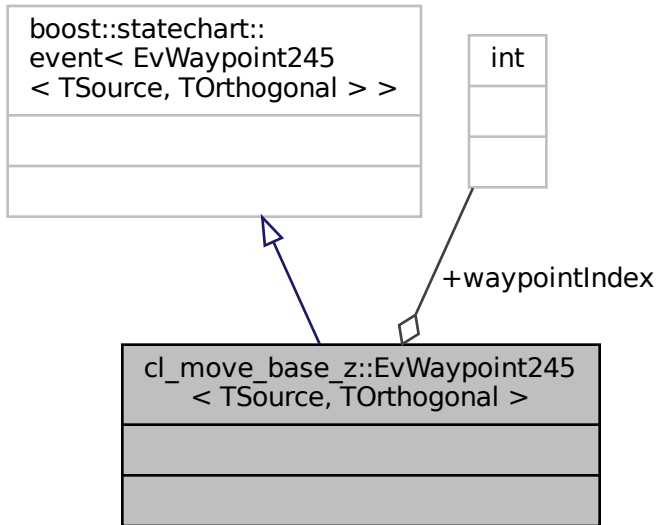 boost::statechart::
event< EvWaypoint245
< TSource, TOrthogonal > >
int
+waypointIndex
cl_move_base_z::EvWaypoint245
< TSource, TOrthogonal >